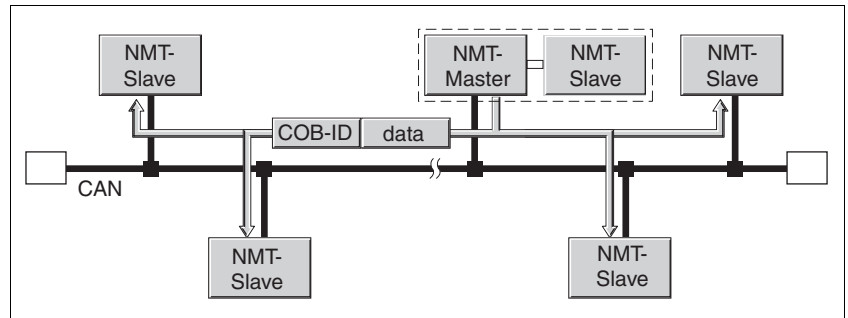 NMT-
Slave
NMT-
Master
NMT-
Slave
NMT-
Slave
COB-ID data
CAN
NMT-
Slave
NMT-
Slave